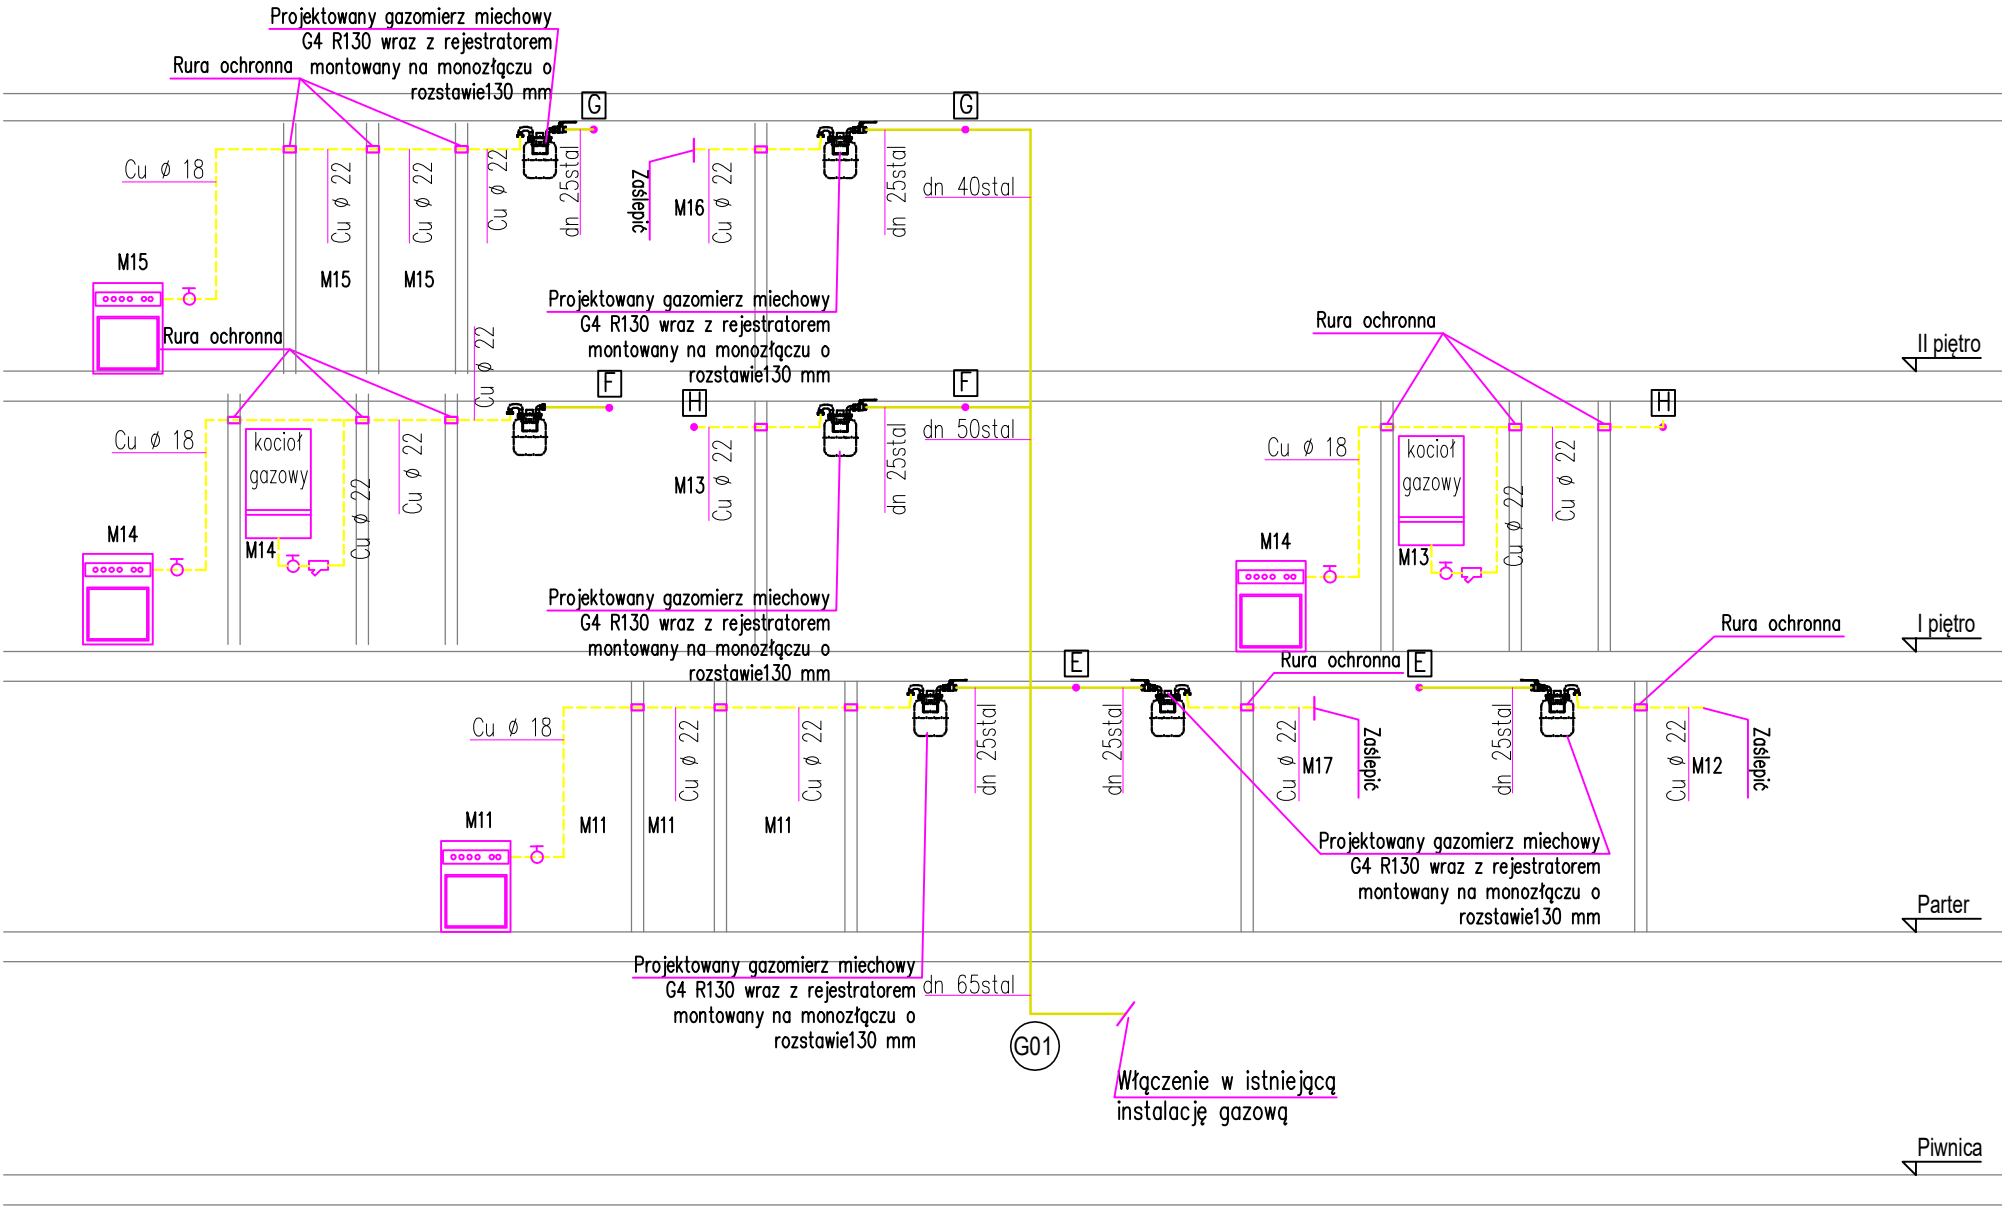 Projektowany gazomierz miechowy
G4 R130 wraz z rejestratorem
montowany na monozłączu o
rozstawie130 mm
Rura ochronna
G
G
Cu ϕ 18
Cu ϕ 22
Cu ϕ 22
Cu ϕ 22
dn 25stal
Zaślepić
M16
Cu ϕ 22
dn 25stal
dn 40stal
M15
M15
M15
Projektowany gazomierz miechowy
G4 R130 wraz z rejestratorem
montowany na monozłączu o
rozstawie130 mm
Rura ochronna
Cu ϕ 22
Rura ochronna
II piętro
F
H
F
H
Cu ϕ 18
kocioł
gazowy
Cu ϕ 22
Cu ϕ 22
M14
M14
M13
Cu ϕ 22
dn 25stal
dn 50stal
Cu ϕ 18
kocioł
gazowy
Cu ϕ 22
Cu ϕ 22
M14
M13
Projektowany gazomierz miechowy
G4 R130 wraz z rejestratorem
montowany na monozłączu o
rozstawie130 mm
Rura ochronna
I piętro
E
Rura ochronna
E
Cu ϕ 18
Cu ϕ 22
Cu ϕ 22
dn 25stal
dn 25stal
Cu ϕ 22
M17
Zaślepić
dn 25stal
Cu ϕ 22
M12
Zaślepić
M11
M11
M11
M11
Projektowany gazomierz miechowy
G4 R130 wraz z rejestratorem
montowany na monozłączu o
rozstawie130 mm
Parter
Projektowany gazomierz miechowy
G4 R130 wraz z rejestratorem
montowany na monozłączu o
rozstawie130 mm
dn 65stal
G01
Włączenie w istniejącą
instalację gazową
Piwnica